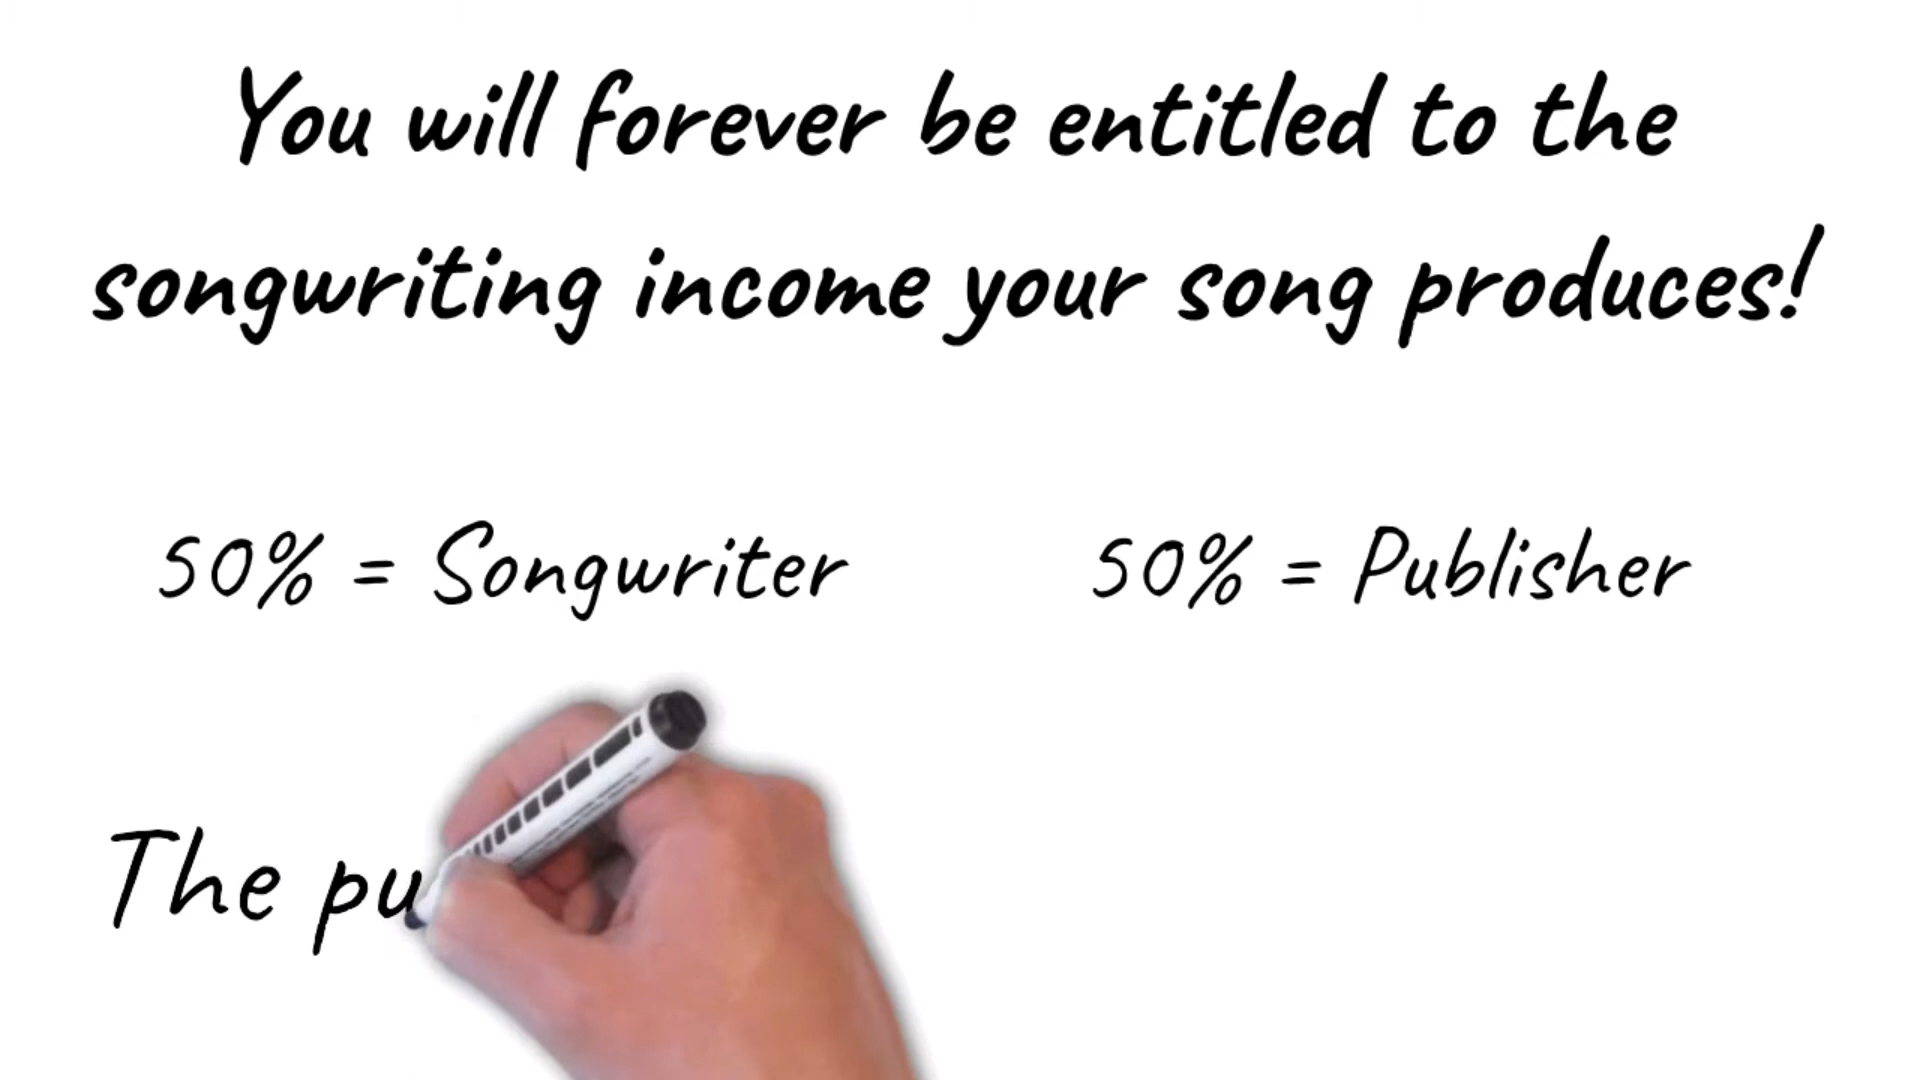 You will forever be entitled to the
songwriting income your song produces!
50% = Songwriter 50% = Publisher
The pu